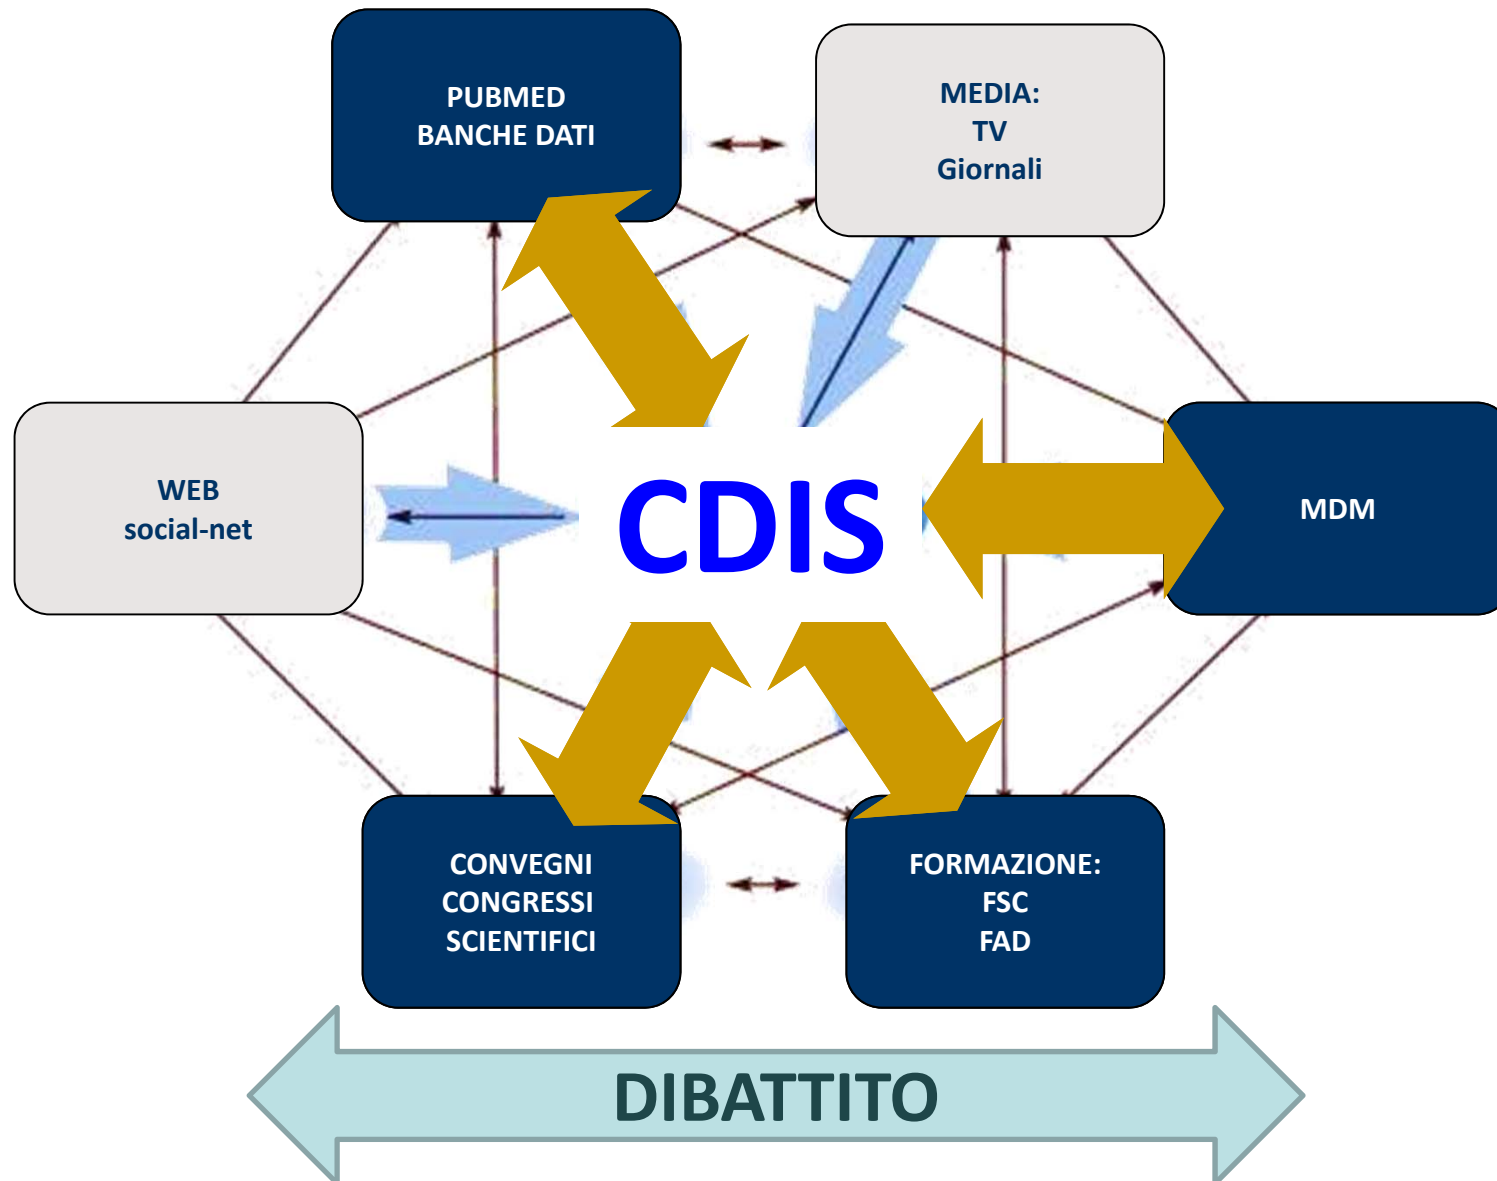 PUBMED
BANCHE DATI
MEDIA:
TV
Giornali
WEB
social-net
CDIS
MDM
CONVEGNI
CONGRESSI
SCIENTIFICI
FORMAZIONE:
FSC
FAD
DIBATTITO